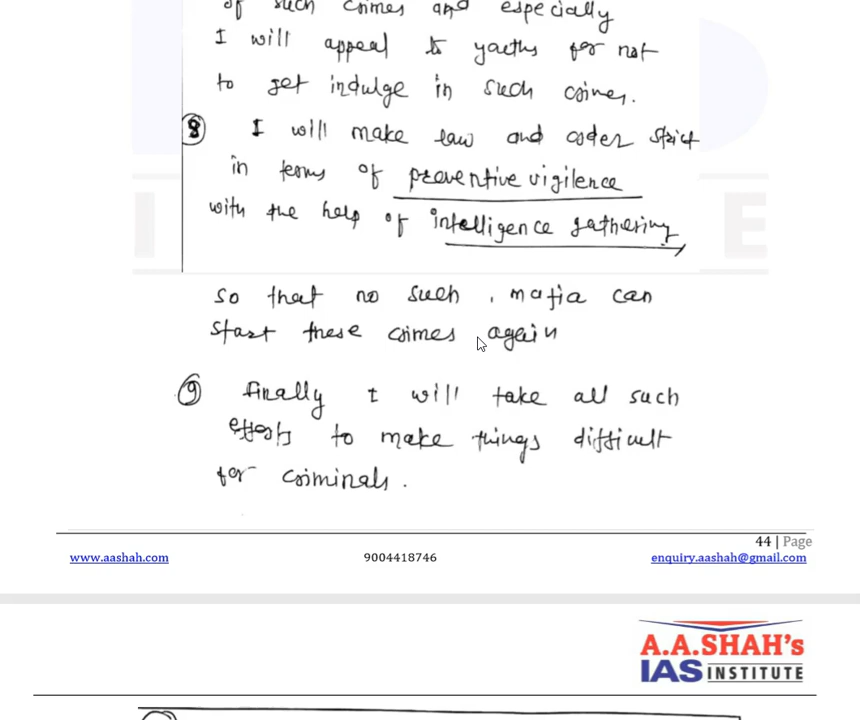 of such crimes and especially
I will appeal to yoeths for not
to get indulge in such crimes.
8 I will make law and order strict
in terms of preventive vigilence
with the help of intelligence gathering
so that no such, mafia can
start these crimes again
9 finally I will take all such
efforts to make things difficult
for criminals.
44 | Page
www.aashah.com 9004418746 enquiry.aashah@gmail.com
A.A.SHAH's
IAS INSTITUTE